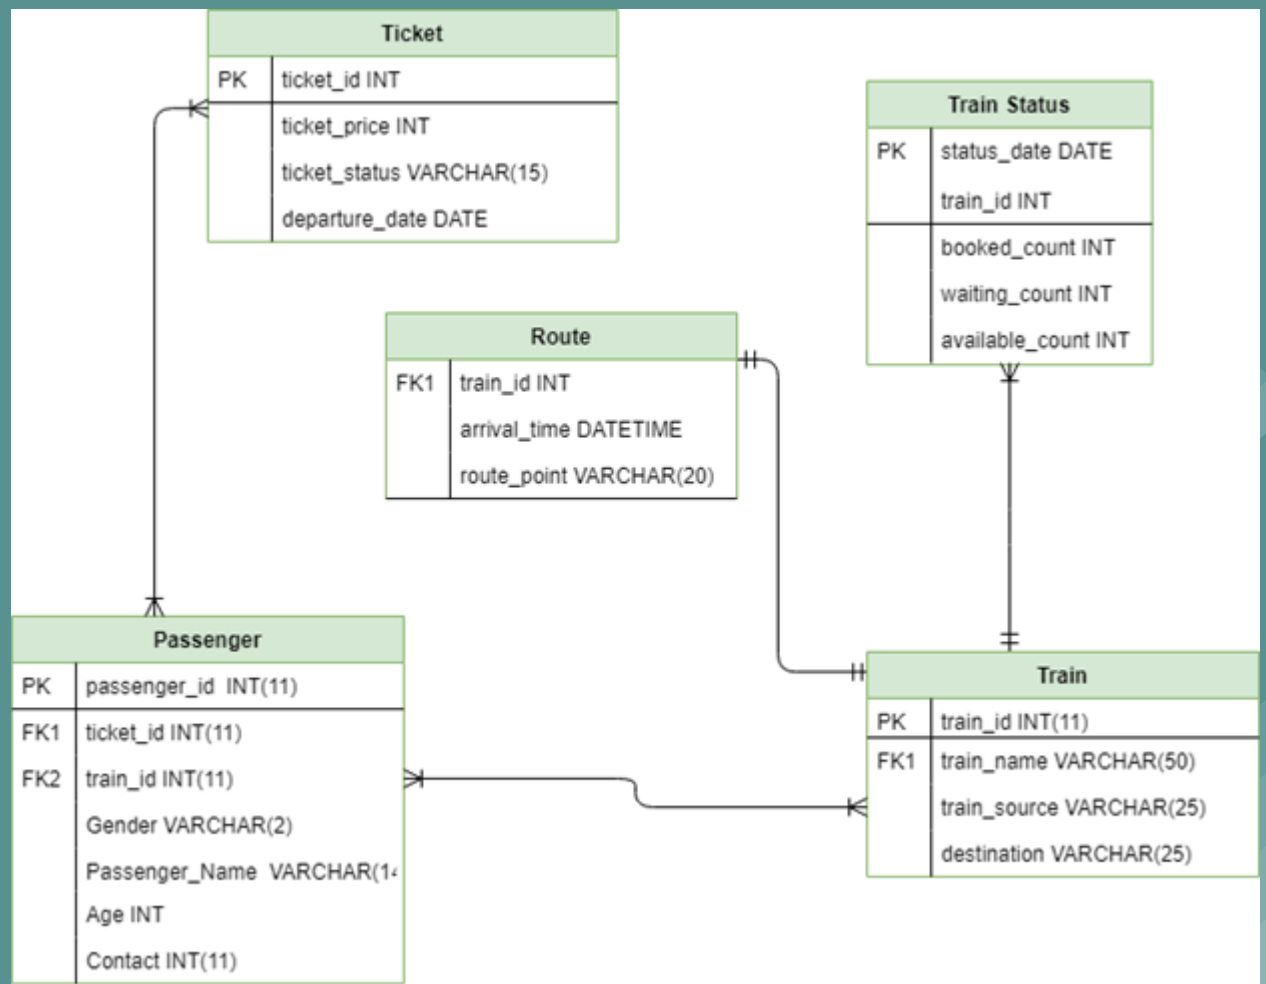 Ticket
PK ticket_id INT
ticket_price INT
ticket_status VARCHAR(15)
departure_date DATE
Train Status
PK status_date DATE
train_id INT
booked_count INT
waiting_count INT
available_count INT
Route
FK1 train_id INT
arrival_time DATETIME
route_point VARCHAR(20)
Passenger
PK passenger_id INT(11)
FK1 ticket_id INT(11)
FK2 train_id INT(11)
Gender VARCHAR(2)
Passenger_Name
Age INT
Contact INT(11)
Train
PK train_id INT(11)
FK1 train_name VARCHAR(50)
train_source VARCHAR(25)
destination VARCHAR(25)